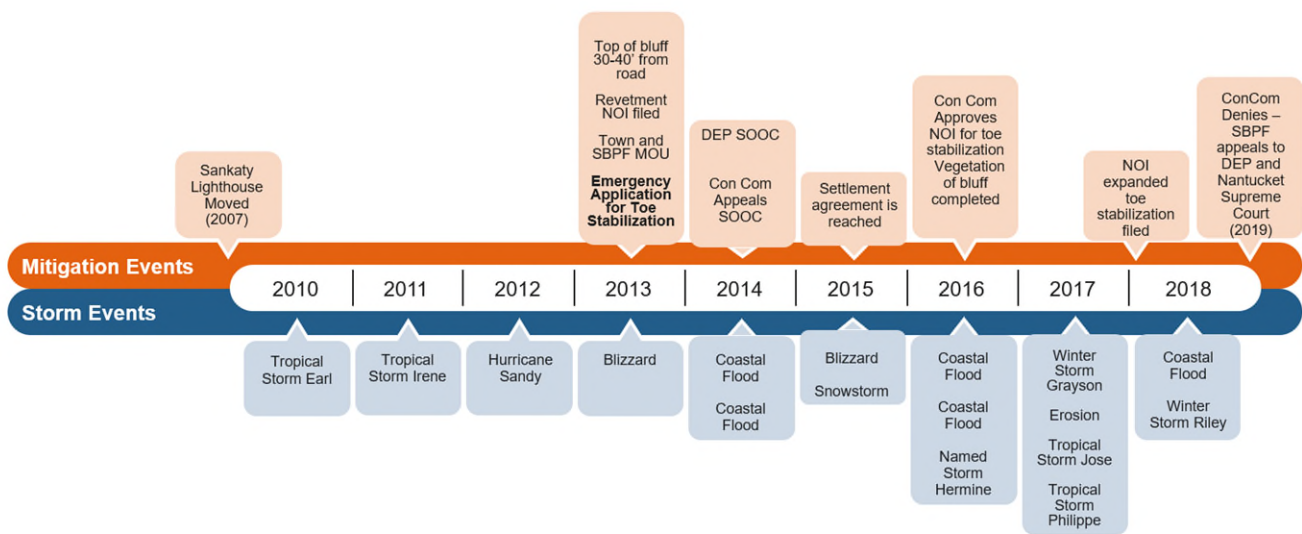 Sankaty
Lighthouse
Moved
(2007)
Top of bluff
30-40' from
road
Revetment
NOI filed
Town and
SBPF MOU
Emergency
Application
for Toe
Stabilization
DEP SOOC
Con Com
Appeals
SOOC
Settlement
agreement is
reached
Con Com
Approves
NOI for toe
stabilization
Vegetation
of bluff
completed
NOI
expanded
toe
stabilization
filed
ConCom
Denies –
SBPF
appeals to
DEP and
Nantucket
Supreme
Court
(2019)
Mitigation Events
2010 2011 2012 2013 2014 2015 2016 2017 2018
Storm Events
Tropical
Storm Earl
Tropical
Storm Irene
Hurricane
Sandy
Blizzard
Coastal
Flood
Coastal
Flood
Blizzard
Snowstorm
Coastal
Flood
Coastal
Flood
Named
Storm
Hermine
Winter
Storm
Grayson
Erosion
Tropical
Storm Jose
Tropical
Storm
Philippe
Coastal
Flood
Winter
Storm Riley